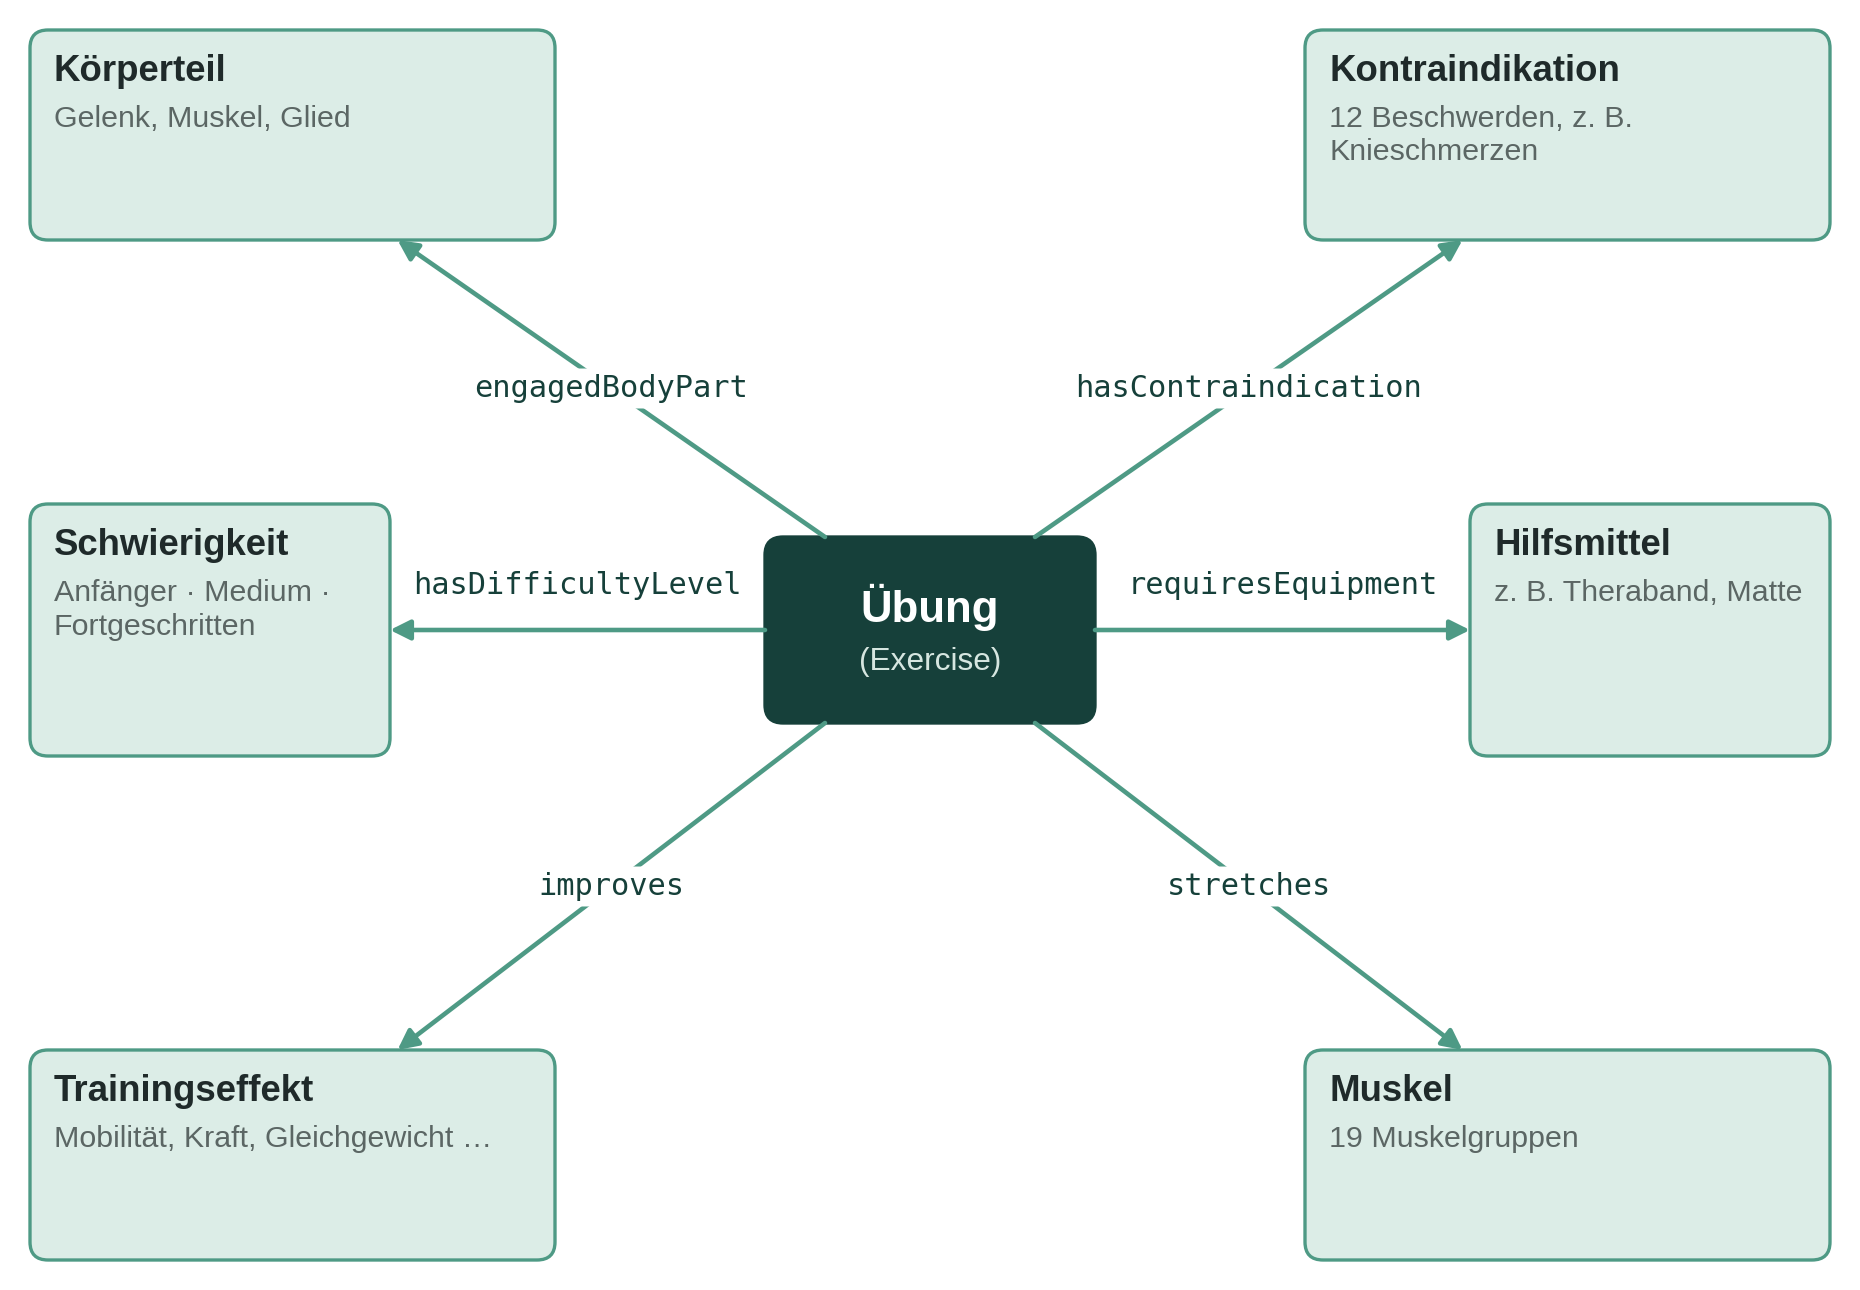 Körperteil
Gelenk, Muskel, Glied
Kontraindikation
12 Beschwerden, z. B.
Knieschmerzen
engagedBodyPart
hasContraindication
Schwierigkeit
Anfänger · Medium ·
Fortgeschritten
hasDifficultyLevel
Übung
(Exercise)
requiresEquipment
Hilfsmittel
z. B. Theraband, Matte
improves
stretches
Trainingseffekt
Mobilität, Kraft, Gleichgewicht …
Muskel
19 Muskelgruppen